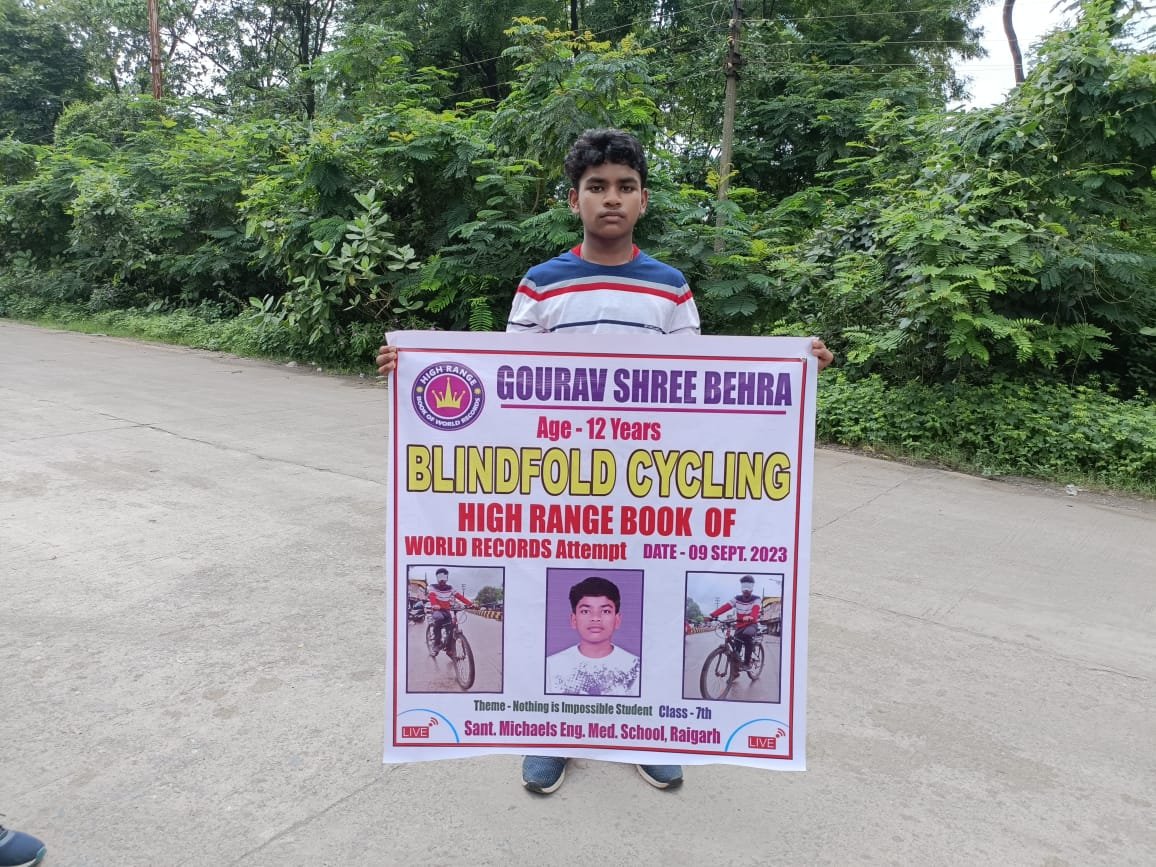 HIGH RANGE
BOOK OF WORLD RECORDS
GOURAV SHREE BEHRA
Age - 12 Years
BLINDFOLD CYCLING
HIGH RANGE BOOK OF
WORLD RECORDS Attempt DATE - 09 SEPT. 2023
Theme - Nothing is Impossible Student Class - 7th
Sant. Michaels Eng. Med. School, Raigarh
LIVE
LIVE